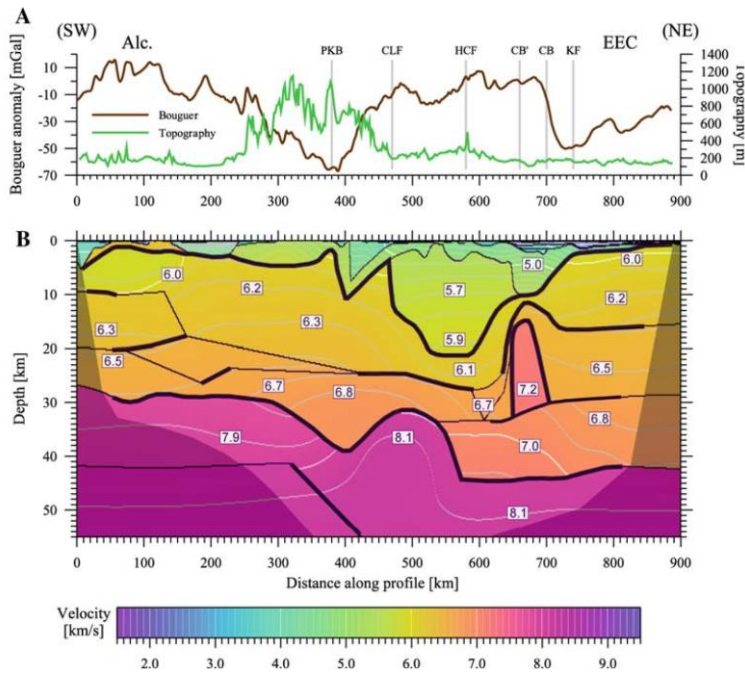 A
(SW)
Alc.
PKB CLF HCF CB' CB KF
EEC
(NE)
Bouguer anomaly [mGal]
10
-10
-30
-50
-70
Bouguer
Topography
1400
1200
1000
800
600
400
200
0
Topography [m]
0 100 200 300 400 500 600 700 800 900
B
Depth [km]
0
10
20
30
40
50
6.0
6.2
6.3
6.3
6.5
6.7
6.8
7.9
8.1
5.7
5.9
6.1
6.7
5.0
6.0
6.2
6.5
7.2
6.8
7.0
8.1
0 100 200 300 400 500 600 700 800 900
Distance along profile [km]
Velocity
[km/s]
2.0 3.0 4.0 5.0 6.0 7.0 8.0 9.0